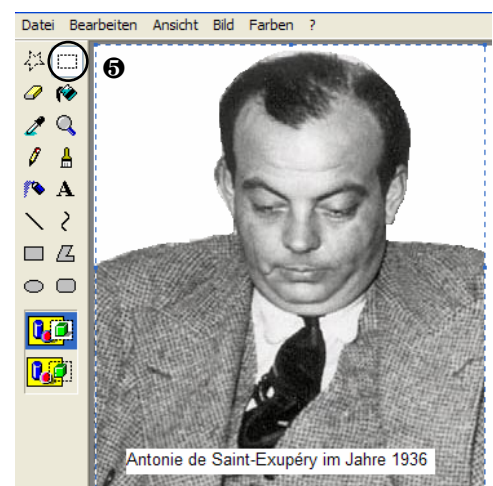 Datei Bearbeiten Ansicht Bild Farben ?
❺
A
Antonie de Saint-Exupéry im Jahre 1936